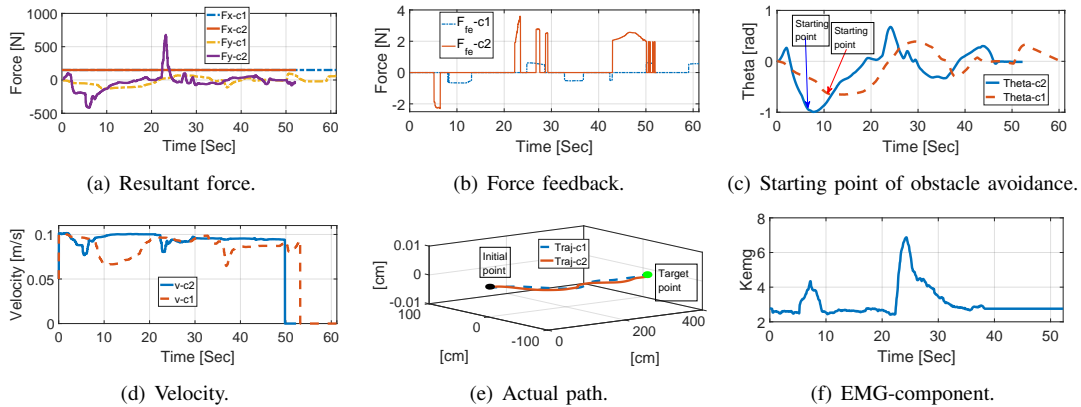 1000
500
0
-500
Force [N]
Fx-c1
Fx-c2
Fy-c1
Fy-c2
0 10 20 30 40 50 60
Time [Sec]
(a) Resultant force.
4
2
0
-2
Force [N]
F_fe-c1
F_fe-c2
0 10 20 30 40 50 60
Time [Sec]
(b) Force feedback.
1
0
-1
Theta [rad]
Starting
point
Starting
point
Theta-c2
Theta-c1
0 10 20 30 40 50 60
Time [Sec]
(c) Starting point of obstacle avoidance.
0.1
0.05
0
Velocity [m/s]
v-c2
v-c1
0 10 20 30 40 50 60
Time [Sec]
(d) Velocity.
0.01
0
-0.01
[cm]
Initial
point
Traj-c1
Traj-c2
Target
point
100
0
-100
[cm]
0
200
400
[cm]
(e) Actual path.
8
6
4
2
Kemg
0 10 20 30 40 50
Time [Sec]
(f) EMG-component.